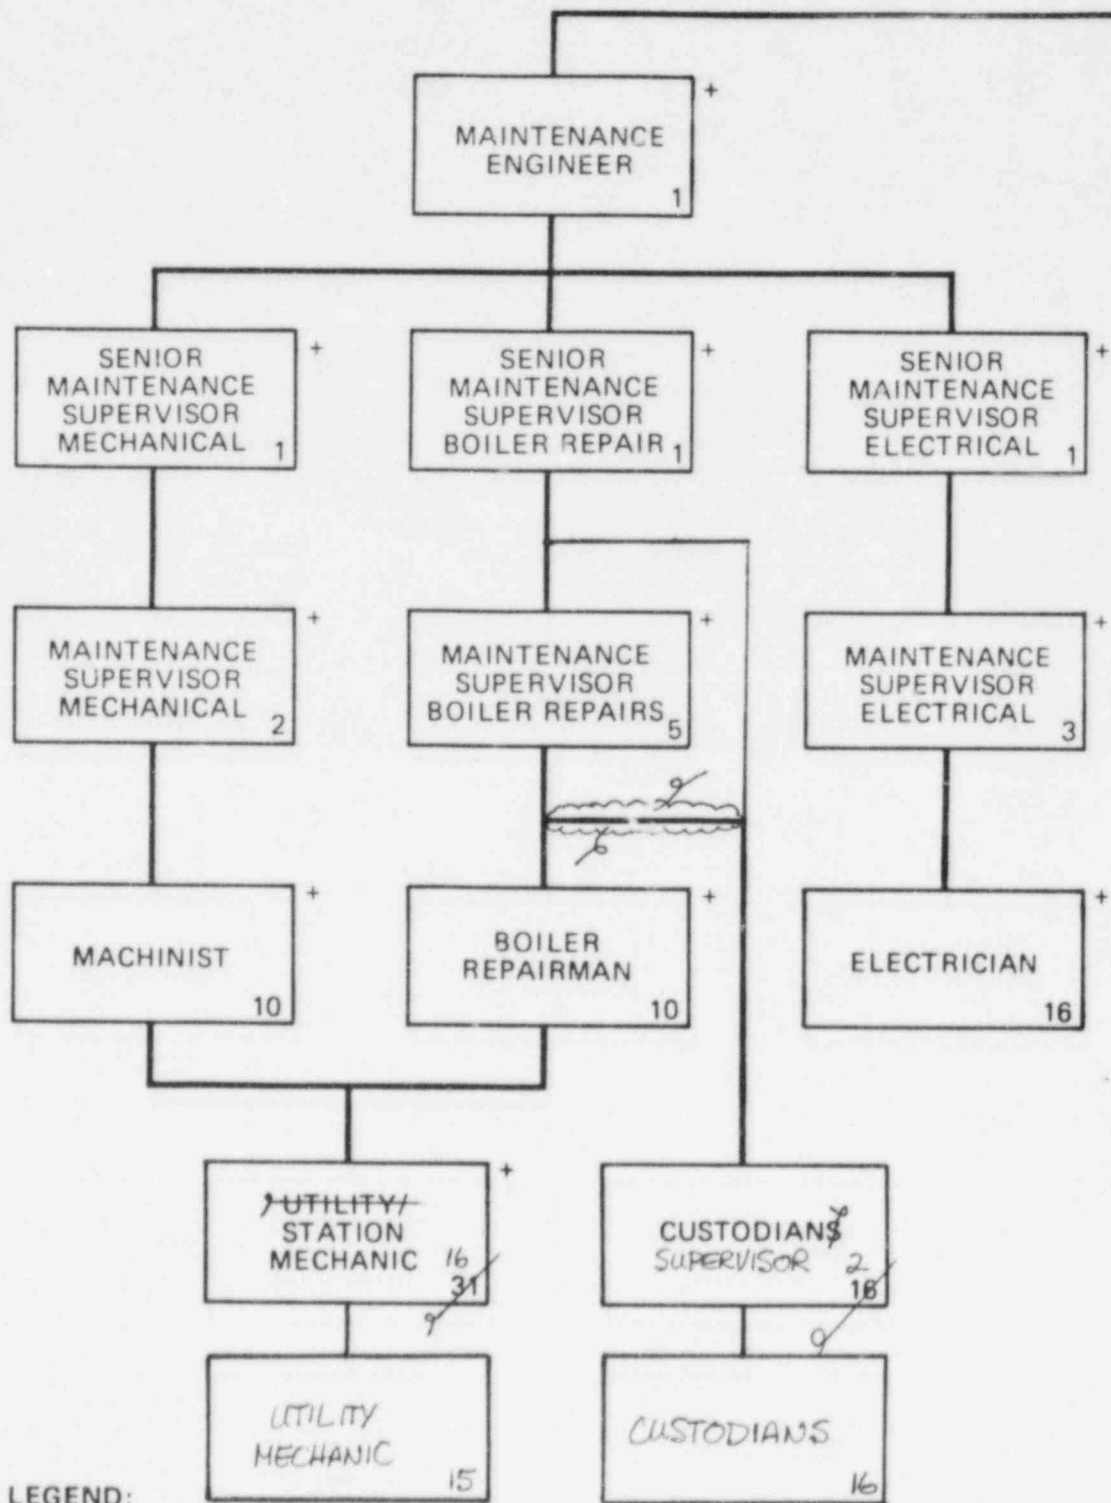 +
MAINTENANCE
ENGINEER
1
+
SENIOR
MAINTENANCE
SUPERVISOR
MECHANICAL
1
+
SENIOR
MAINTENANCE
SUPERVISOR
BOILER REPAIR
1
+
SENIOR
MAINTENANCE
SUPERVISOR
ELECTRICAL
1
+
MAINTENANCE
SUPERVISOR
MECHANICAL
2
+
MAINTENANCE
SUPERVISOR
BOILER REPAIRS
5
+
MAINTENANCE
SUPERVISOR
ELECTRICAL
3
+
MACHINIST
10
+
BOILER
REPAIRMAN
10
+
ELECTRICIAN
16
+
UTILITY/
STATION
MECHANIC 16
31
CUSTODIANS
SUPERVISOR 2
16
UTILITY
MECHANIC
15
CUSTODIANS
16
LEGEND: